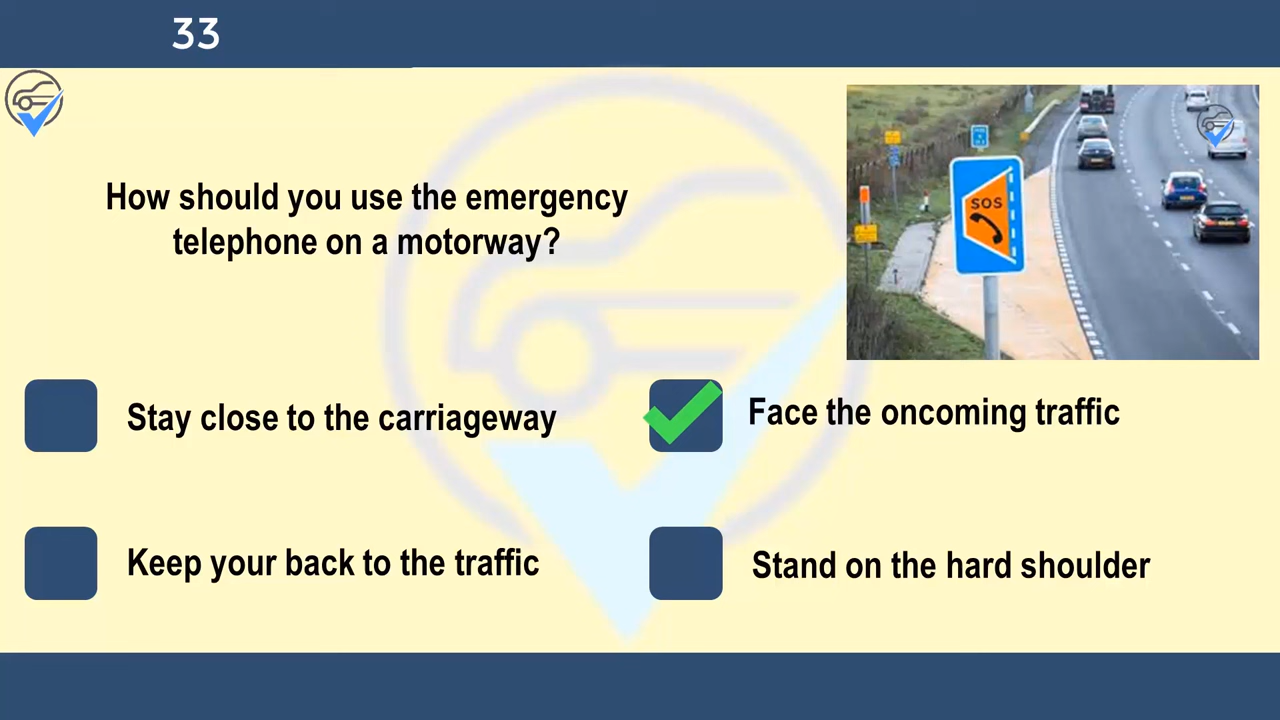 33
How should you use the emergency
telephone on a motorway?
SOS
Stay close to the carriageway
Face the oncoming traffic
Keep your back to the traffic
Stand on the hard shoulder